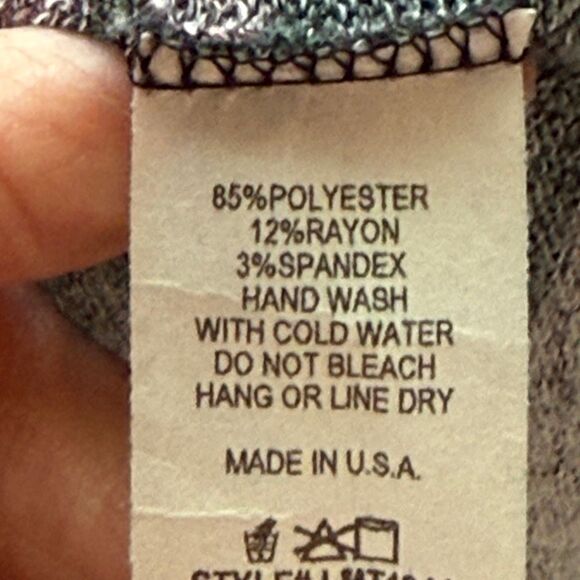 85%POLYESTER
12%RAYON
3%SPANDEX
HAND WASH
WITH COLD WATER
DO NOT BLEACH
HANG OR LINE DRY
MADE IN U.S.A.